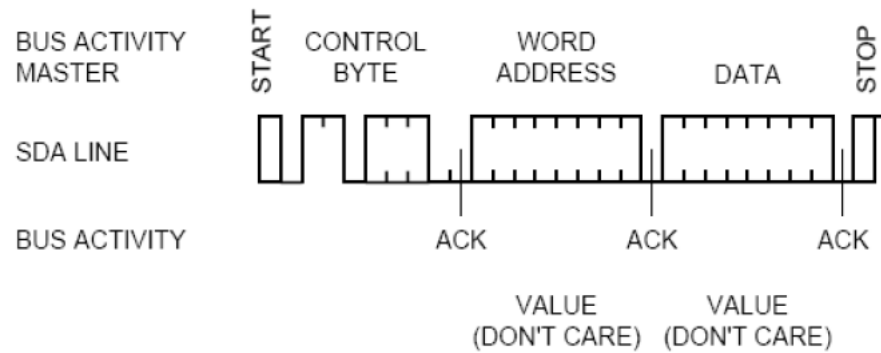 BUS ACTIVITY
MASTER
START
CONTROL
BYTE
WORD
ADDRESS
DATA
STOP
SDA LINE
BUS ACTIVITY
ACK
ACK
ACK
VALUE
(DON'T CARE)
VALUE
(DON'T CARE)